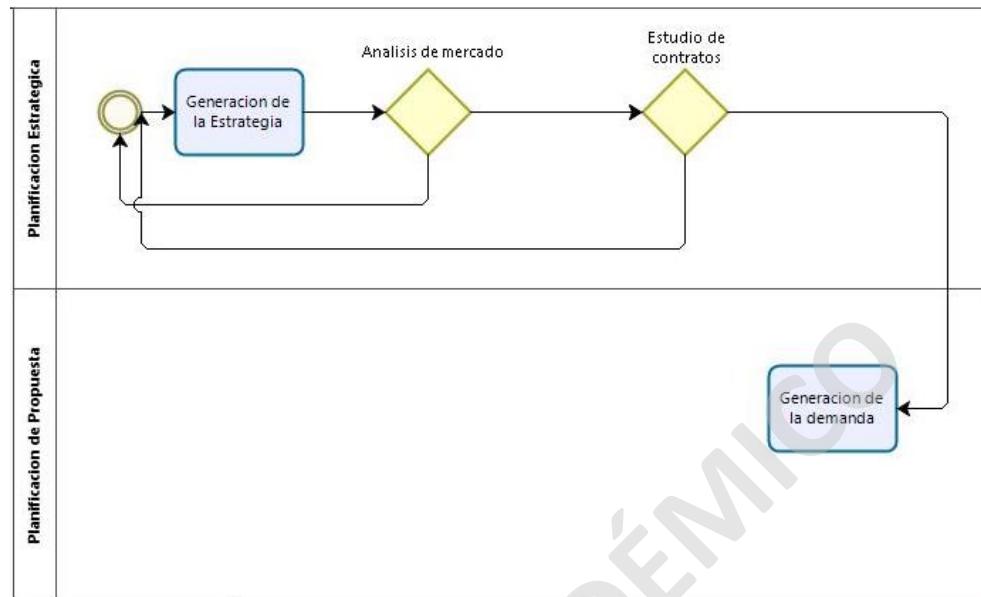 Planificacion Estrategica
Analisis de mercado
Estudio de
contratos
Generacion de
la Estrategia
Planificacion de Propuesta
Generacion de
la demanda
DÉMICO